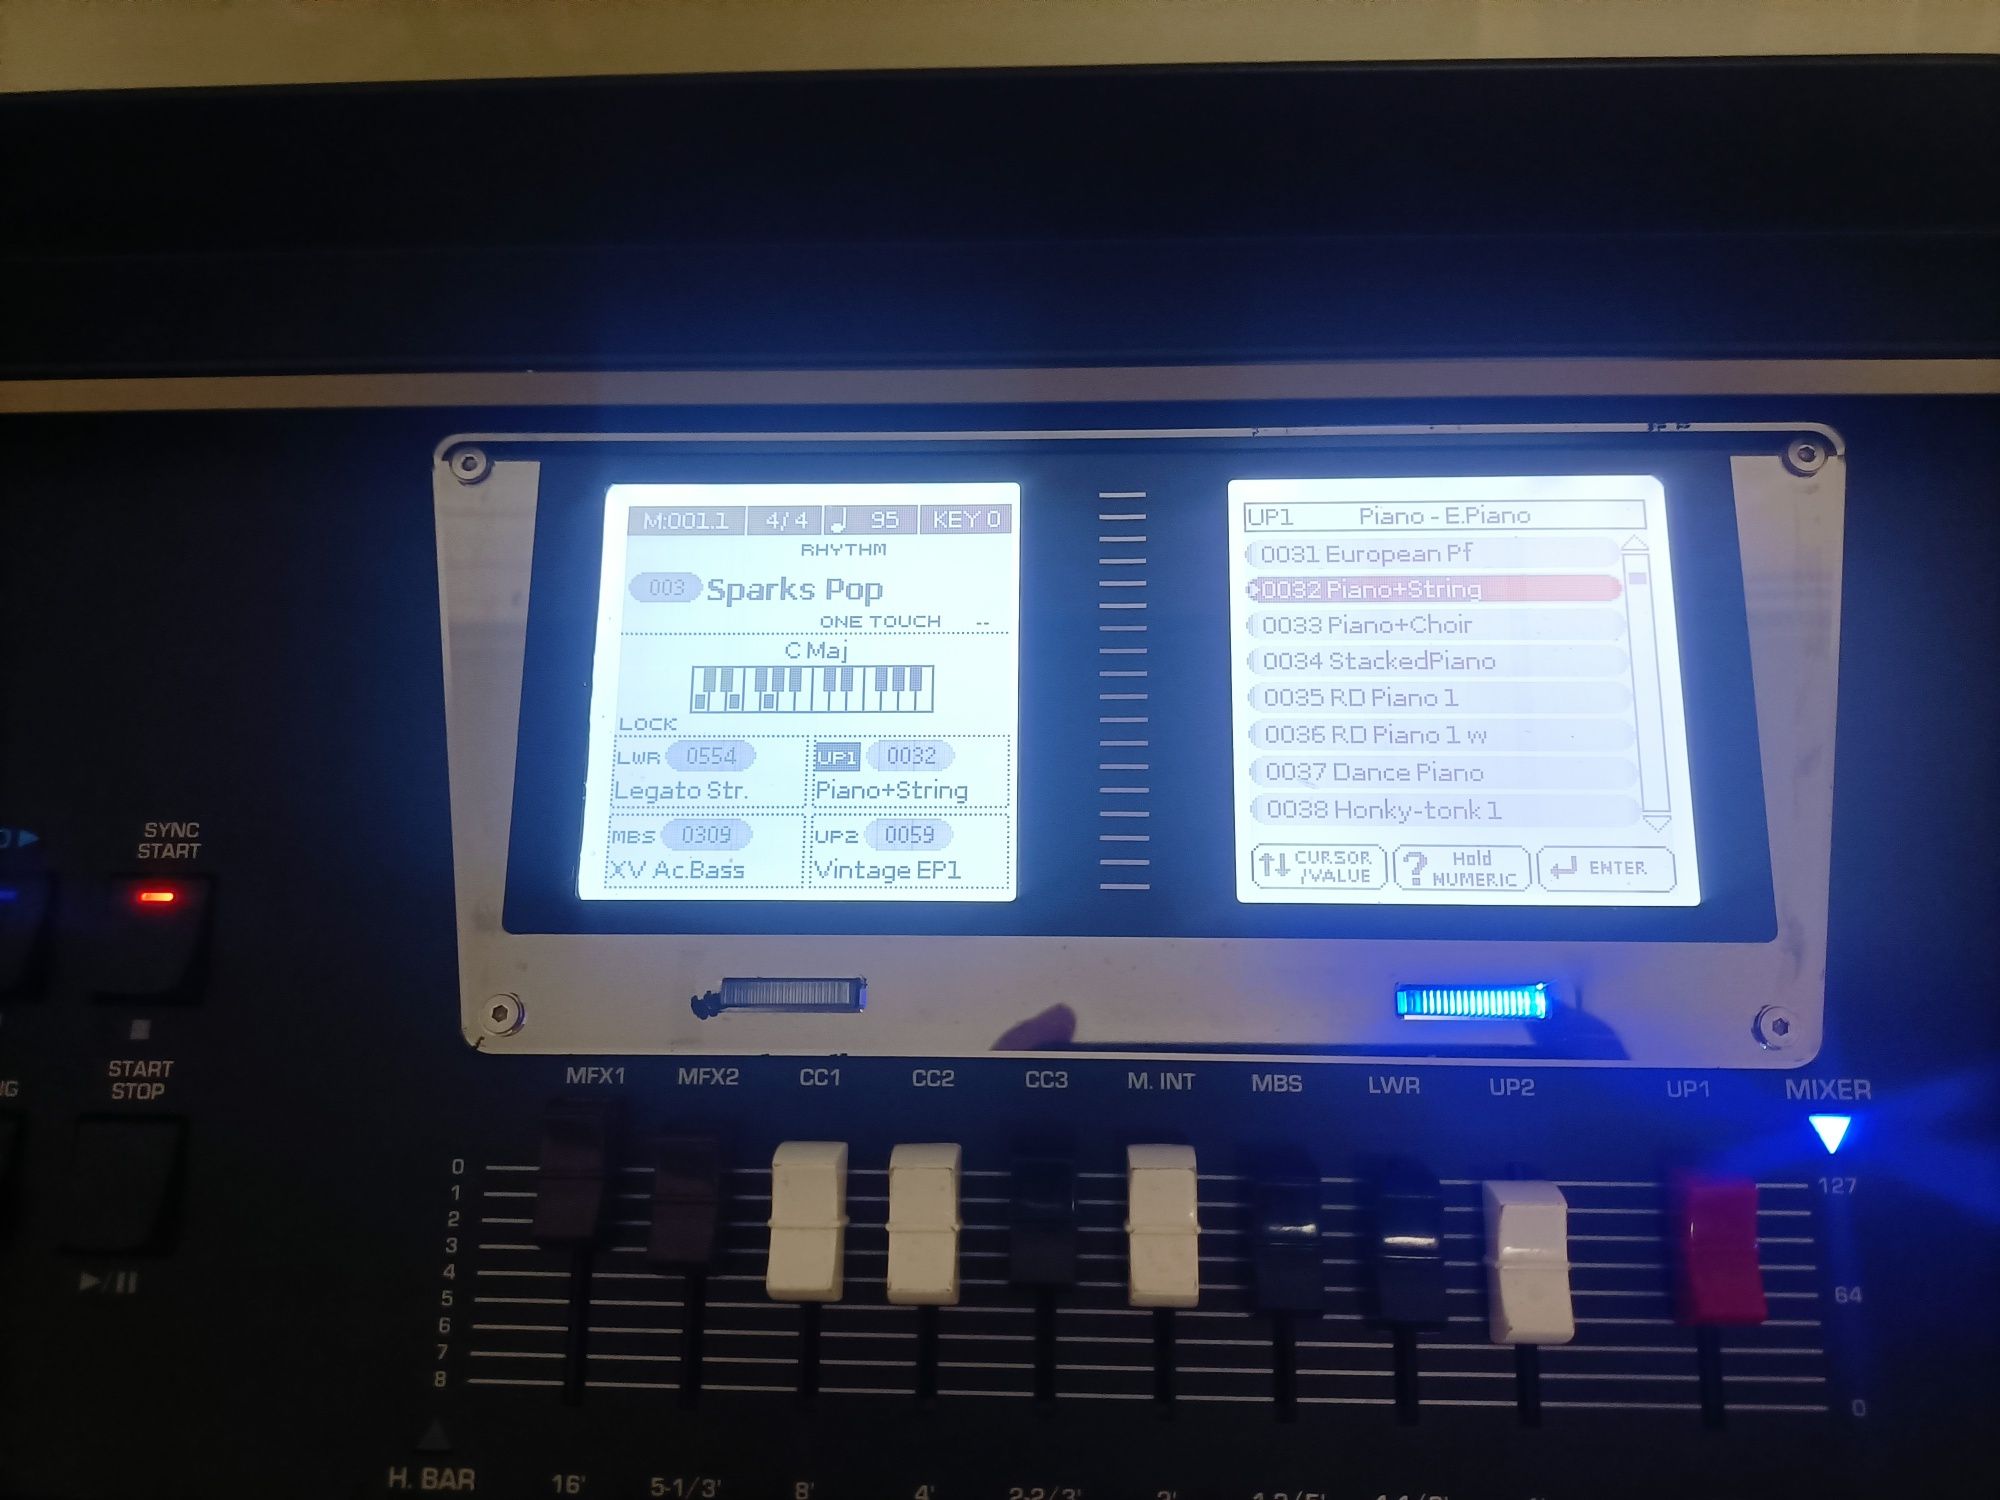 M:001.1 4/4 95 KEY 0
RHYTHM
003 Sparks Pop
ONE TOUCH --
C Maj
LOCK
LWR 0554
Legato Str.
UP1 0032
Piano+String
MBS 0309
XV Ac.Bass
UP2 0059
Vintage EP1
UP1 Piano - E.Piano
0031 European Pf
0032 Piano+String
0033 Piano+Choir
0034 StackedPiano
0035 RD Piano 1
0036 RD Piano 1 w
0037 Dance Piano
0038 Honky-tonk 1
CURSOR
/VALUE
? Hold
NUMERIC
ENTER
SYNC
START
START
STOP
MFX1 MFX2 CC1 CC2 CC3 M. INT MBS LWR UP2 UP1 MIXER
0
1
2
3
4
5
6
7
8
127
64
0
H. BAR 16' 5-1/3' 8' 4' 2-2/3' 2'